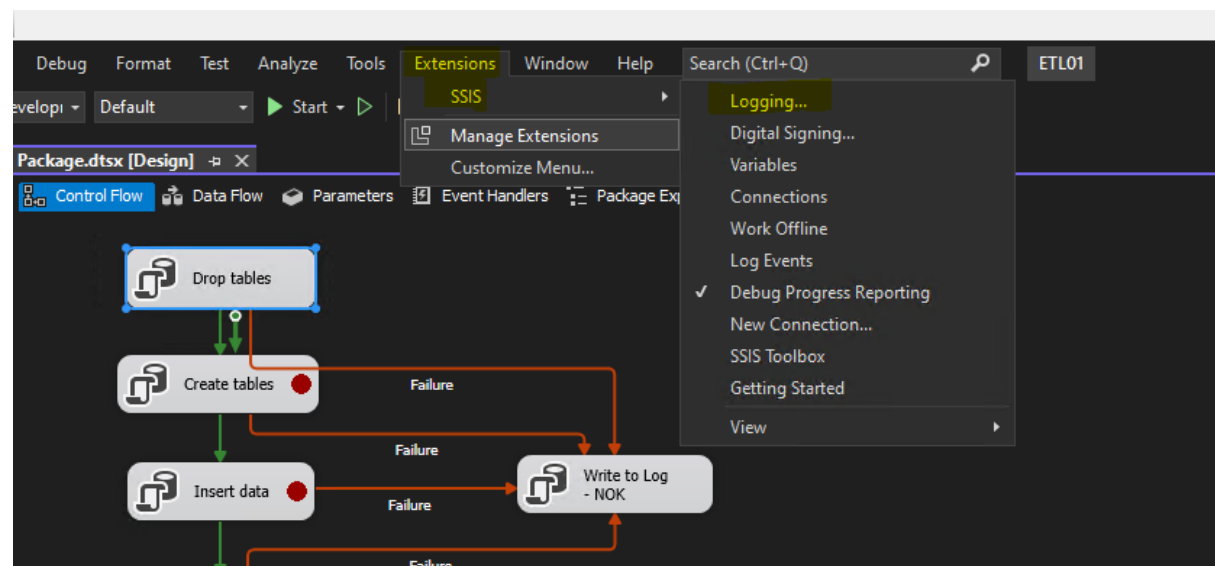 Debug Format Test Analyze Tools Extensions Window Help Search (Ctrl+Q) ETL01
Default Start
SSIS
Manage Extensions
Customize Menu...
Logging...
Digital Signing...
Variables
Connections
Work Offline
Log Events
Debug Progress Reporting
New Connection...
SSIS Toolbox
Getting Started
View
Package.dtsx [Design]
Control Flow Data Flow Parameters Event Handlers Package Ex
Drop tables
Create tables
Failure
Failure
Insert data
Failure
Write to Log
- NOK
Failure